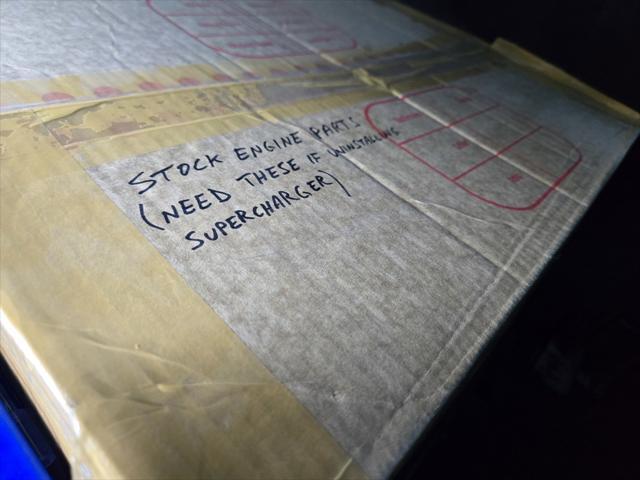 STOCK ENGINE PARTS
(NEED THESE IF UNINSTALLING
SUPERCHARGER)